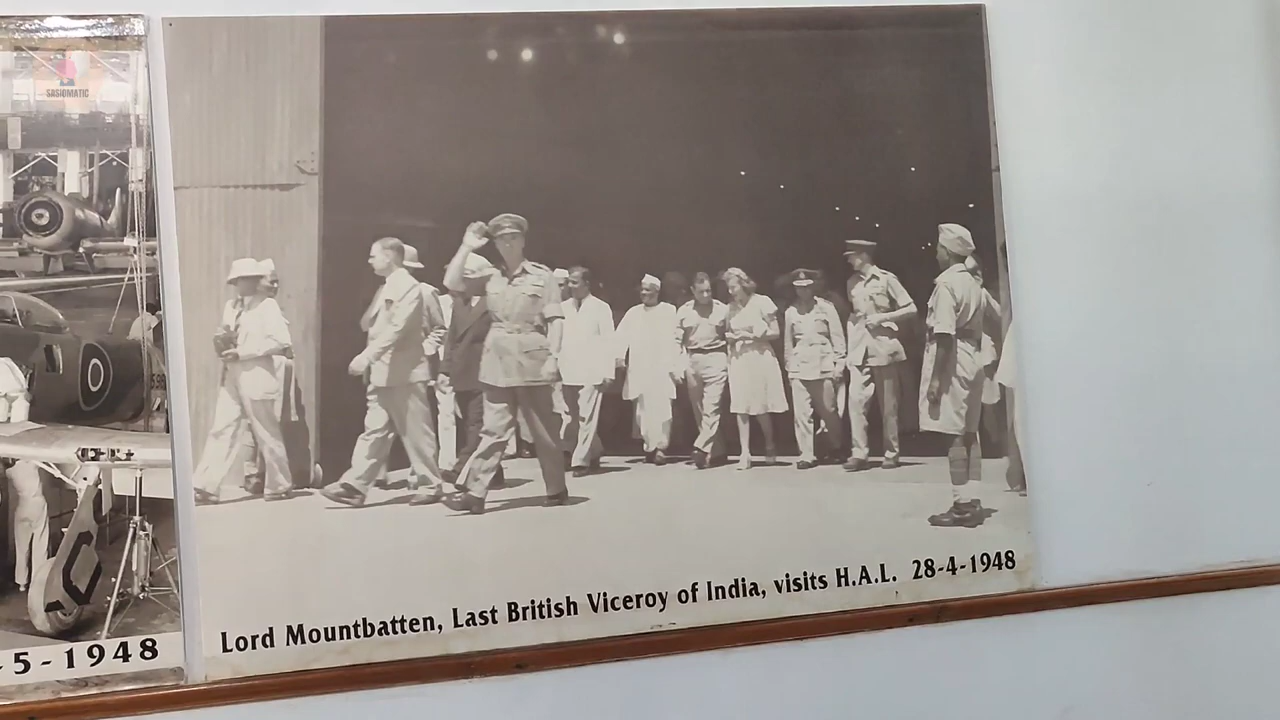 SASIOMATIC
-5-1948
Lord Mountbatten, Last British Viceroy of India, visits H.A.L. 28-4-1948